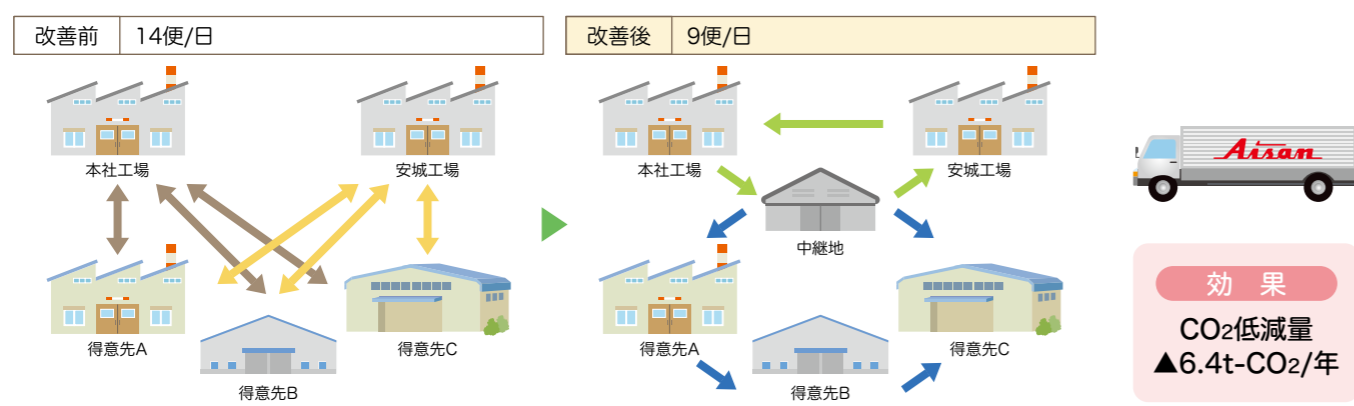 改善前 14便/日
本社工場
安城工場
得意先A
得意先B
得意先C
改善後 9便/日
本社工場
安城工場
中継地
得意先A
得意先B
得意先C
Aisan
効 果
CO2低減量
▲6.4t-CO2/年